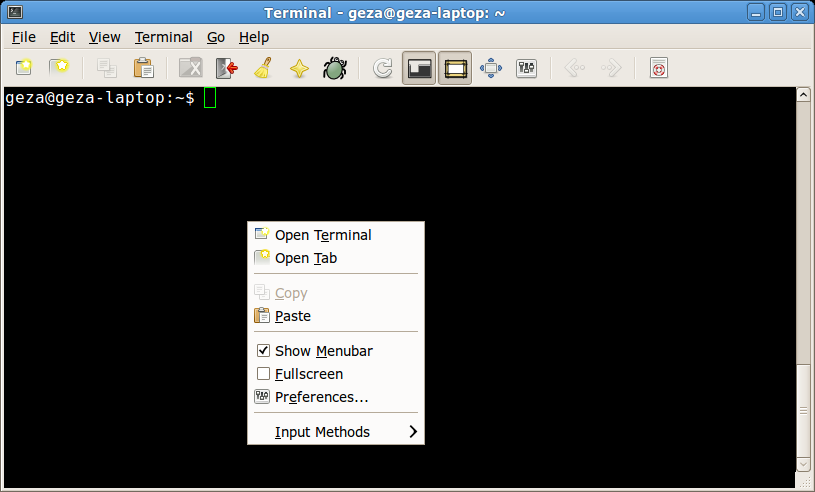 Terminal - geza@geza-laptop: ~
File Edit View Terminal Go Help
geza@geza-laptop:~$
Open Terminal
Open Tab
Copy
Paste
Show Menubar
Fullscreen
Preferences...
Input Methods